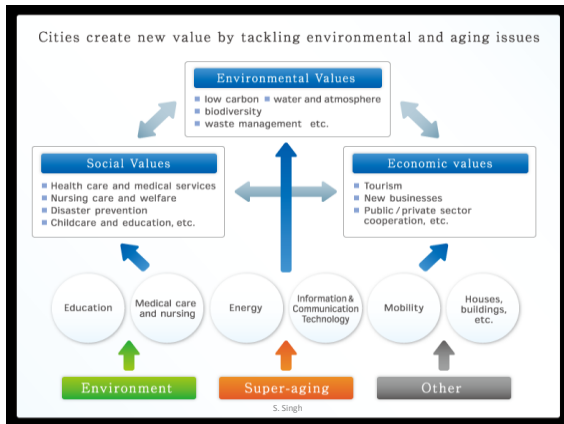 Cities create new value by tackling environmental and aging issues
Environmental Values
low carbon water and atmosphere
biodiversity
waste management etc.
Social Values
Health care and medical services
Nursing care and welfare
Disaster prevention
Childcare and education, etc.
Economic values
Tourism
New businesses
Public / private sector
cooperation, etc.
Education
Medical care
and nursing
Energy
Information &
Communication
Technology
Mobility
Houses,
buildings,
etc.
Environment
Super-aging
Other
S. Singh